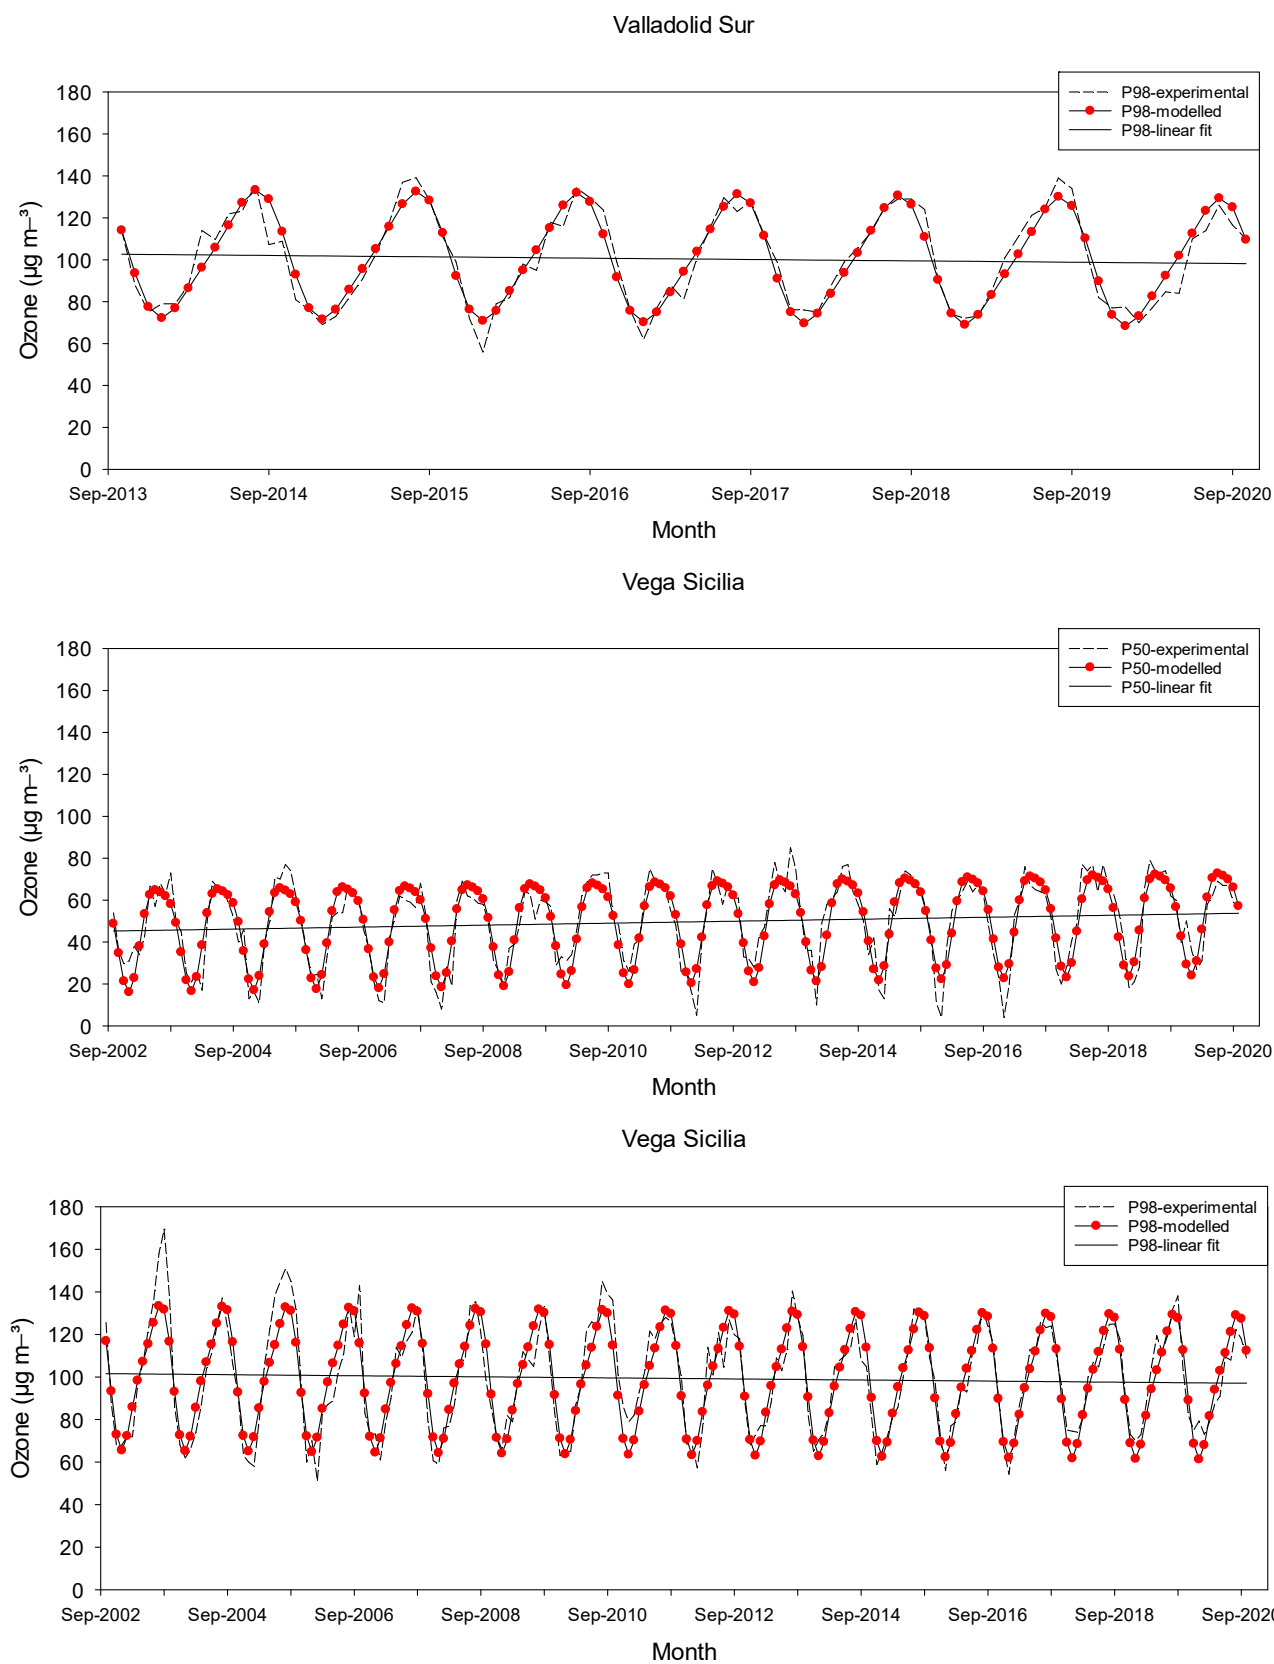 Valladolid Sur
P98-experimental
P98-modelled
P98-linear fit
180
160
140
120
100
80
60
40
20
0
Ozone (µg m–³)
Sep-2013 Sep-2014 Sep-2015 Sep-2016 Sep-2017 Sep-2018 Sep-2019 Sep-2020
Month
Vega Sicilia
P50-experimental
P50-modelled
P50-linear fit
180
160
140
120
100
80
60
40
20
0
Ozone (µg m–³)
Sep-2002 Sep-2004 Sep-2006 Sep-2008 Sep-2010 Sep-2012 Sep-2014 Sep-2016 Sep-2018 Sep-2020
Month
Vega Sicilia
P98-experimental
P98-modelled
P98-linear fit
180
160
140
120
100
80
60
40
20
0
Ozone (µg m–³)
Sep-2002 Sep-2004 Sep-2006 Sep-2008 Sep-2010 Sep-2012 Sep-2014 Sep-2016 Sep-2018 Sep-2020
Month